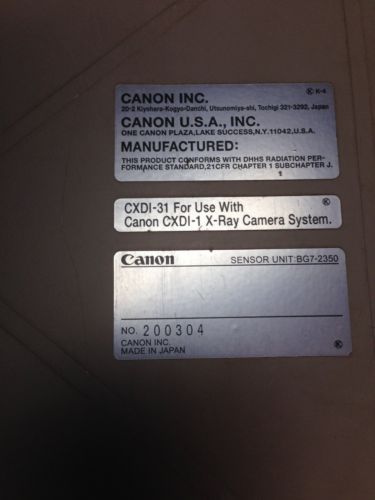 Ⓚ K-4
CANON INC.
20-2 Kiyohara-Kogyo-Danchi, Utsunomiya-shi, Tochigi 321-3292, Japan
CANON U.S.A., INC.
ONE CANON PLAZA, LAKE SUCCESS, N.Y. 11042, U.S.A.
MANUFACTURED:
THIS PRODUCT CONFORMS WITH DHHS RADIATION PER-
FORMANCE STANDARD, 21CFR CHAPTER 1 SUBCHAPTER J.
CXDI-31 For Use With Ⓚ
Canon CXDI-1 X-Ray Camera System.
Canon SENSOR UNIT:BG7-2350
NO. 200304
CANON INC.
MADE IN JAPAN Ⓚ